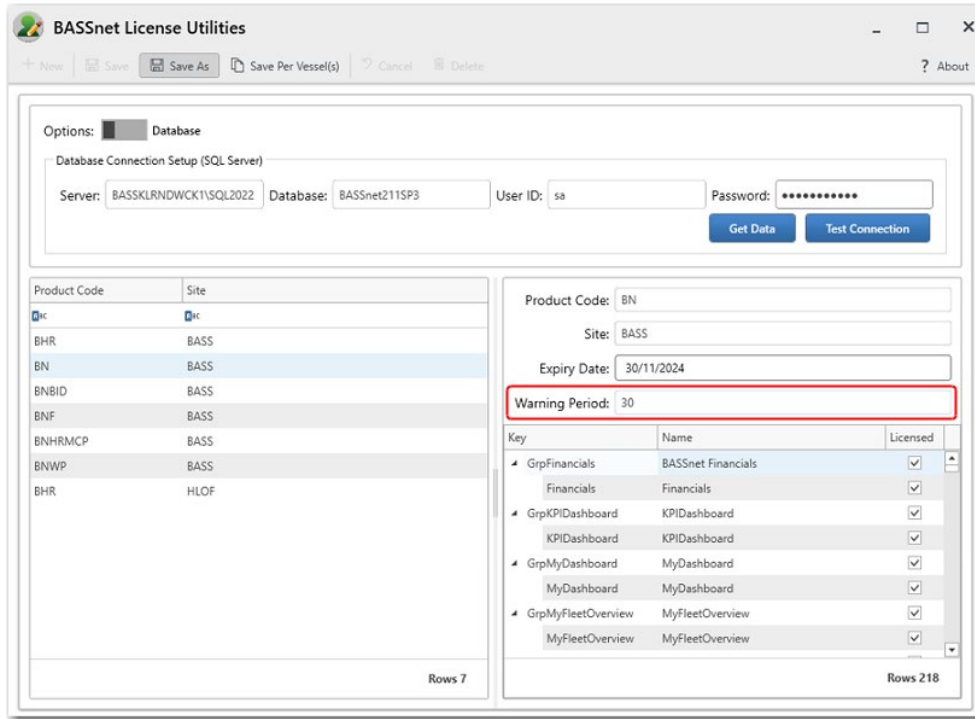 BASSnet License Utilities
New Save Save As Save Per Vessel(s) Cancel Delete ? About
Options: Database
Database Connection Setup (SQL Server)
Server: BASSKLRNDWCK1\SQL2022 Database: BASSnet211SP3 User ID: sa Password: ●●●●●●●●●●●
Get Data Test Connection
Product Code Site
BHR BASS
BN BASS
BNBID BASS
BNF BASS
BNHRMCP BASS
BNWP BASS
BHR HLOF
Rows 7
Product Code: BN
Site: BASS
Expiry Date: 30/11/2024
Warning Period: 30
Key Name Licensed
GrpFinancials BASSnet Financials
Financials Financials
GrpKPIDashboard KPIDashboard
KPIDashboard KPIDashboard
GrpMyDashboard MyDashboard
MyDashboard MyDashboard
GrpMyFleetOverview MyFleetOverview
MyFleetOverview MyFleetOverview
Rows 218